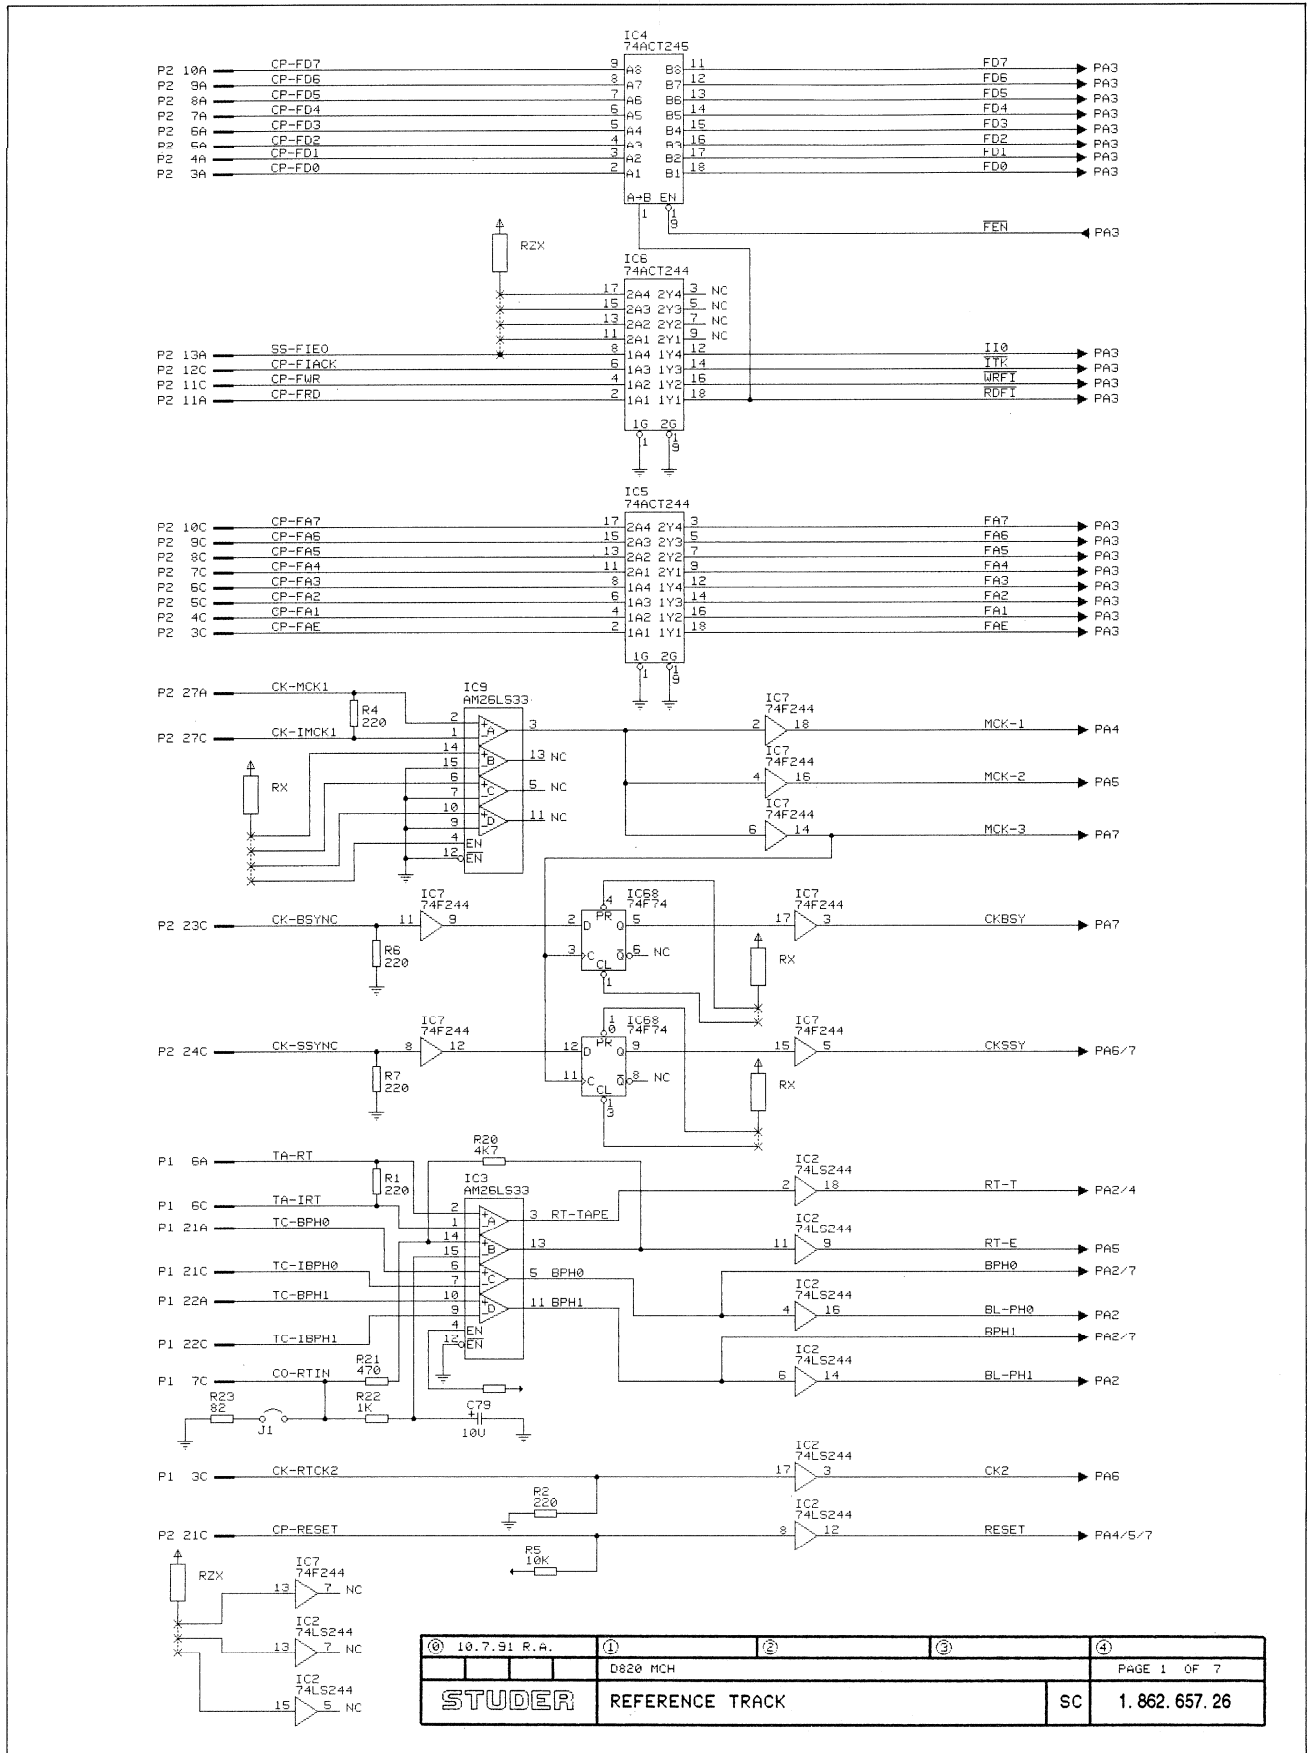 IC4
74ACT245
P2 10A CP-FD7 9 A8 B8 11 FD7 PA3
P2 9A CP-FD6 8 A7 B7 12 FD6 PA3
P2 8A CP-FD5 7 A6 B6 13 FD5 PA3
P2 7A CP-FD4 6 A5 B5 14 FD4 PA3
P2 6A CP-FD3 5 A4 B4 15 FD3 PA3
P2 5A CP-FD2 4 A3 B3 16 FD2 PA3
P2 4A CP-FD1 3 A2 B2 17 FD1 PA3
P2 3A CP-FD0 2 A1 B1 18 FD0 PA3
A→B EN
1 19
FEN PA3
RZX
IC6
74ACT244
17 2A4 2Y4 3 NC
15 2A3 2Y3 5 NC
13 2A2 2Y2 7 NC
11 2A1 2Y1 9 NC
P2 13A SS-FIEO 8 1A4 1Y4 12 II0 PA3
P2 12C CP-FIACK 6 1A3 1Y3 14 ITK PA3
P2 11C CP-FWR 4 1A2 1Y2 16 WRFI PA3
P2 11A CP-FRD 2 1A1 1Y1 18 RDFI PA3
1G 2G
1 19
IC5
74ACT244
P2 10C CP-FA7 17 2A4 2Y4 3 FA7 PA3
P2 9C CP-FA6 15 2A3 2Y3 5 FA6 PA3
P2 8C CP-FA5 13 2A2 2Y2 7 FA5 PA3
P2 7C CP-FA4 11 2A1 2Y1 9 FA4 PA3
P2 6C CP-FA3 8 1A4 1Y4 12 FA3 PA3
P2 5C CP-FA2 6 1A3 1Y3 14 FA2 PA3
P2 4C CP-FA1 4 1A2 1Y2 16 FA1 PA3
P2 3C CP-FAE 2 1A1 1Y1 18 FAE PA3
1G 2G
1 19
P2 27A CK-MCK1
IC9
AM26LS33
R4
220
IC7
74F244
2 + A 3 2 18 MCK-1 PA4
P2 27C CK-IMCK1 1 -
14 + B 13 NC
15 -
IC7
74F244
6 + C 5 NC 4 16 MCK-2 PA5
7 -
RX
IC7
74F244
10 + D 11 NC
9 -
6 14 MCK-3 PA7
4 EN
12 EN
IC7
74F244
IC68
74F74
IC7
74F244
4
P2 23C CK-BSYNC 11 9 2 D PR Q 5 17 3 CKBSY PA7
R6
220
3 C Q 6 NC
CL
1
RX
IC7
74F244
10
IC68
74F74
IC7
74F244
P2 24C CK-SSYNC 8 12 12 D PR Q 9 15 5 CKSSY PA6/7
R7
220
11 C Q 8 NC
CL
13
RX
R20
4K7
P1 6A TA-RT
R1
220
IC3
AM26LS33
IC2
74LS244
2 18 RT-T PA2/4
P1 6C TA-IRT 2 + A 3 RT-TAPE
1 -
P1 21A TC-BPH0
IC2
74LS244
14 + B 13 11 9 RT-E PA5
15 -
P1 21C TC-IBPH0 6 + C 5 BPH0 BPH0 PA2/7
7 -
IC2
74LS244
P1 22A TC-BPH1 10 + D 11 BPH1 4 16 BL-PH0 PA2
9 -
4 EN
12 EN
P1 22C TC-IBPH1 BPH1 PA2/7
IC2
74LS244
R21
470
P1 7C CO-RTIN 6 14 BL-PH1 PA2
R23
82
J1
R22
1K
C79
+
10U
IC2
74LS244
P1 3C CK-RTCK2 17 3 CK2 PA6
R2
220
IC2
74LS244
P2 21C CP-RESET 8 12 RESET PA4/5/7
R5
10K
RZX
IC7
74F244
13 7 NC
IC2
74LS244
13 7 NC
IC2
74LS244
15 5 NC
⓪ 10.7.91 R.A. ① ② ③ ④
D820 MCH PAGE 1 OF 7
STUDER REFERENCE TRACK SC 1.862.657.26